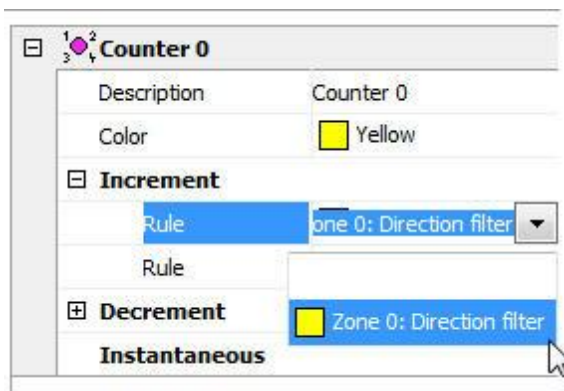 Counter 0
Description Counter 0
Color Yellow
Increment
Rule one 0: Direction filter
Rule
Zone 0: Direction filter
Decrement
Instantaneous